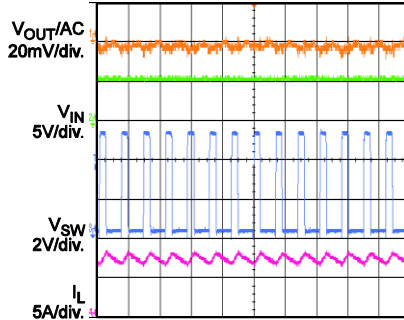 VOUT/AC
20mV/div.
VIN
5V/div.
VSW
2V/div.
IL
5A/div.